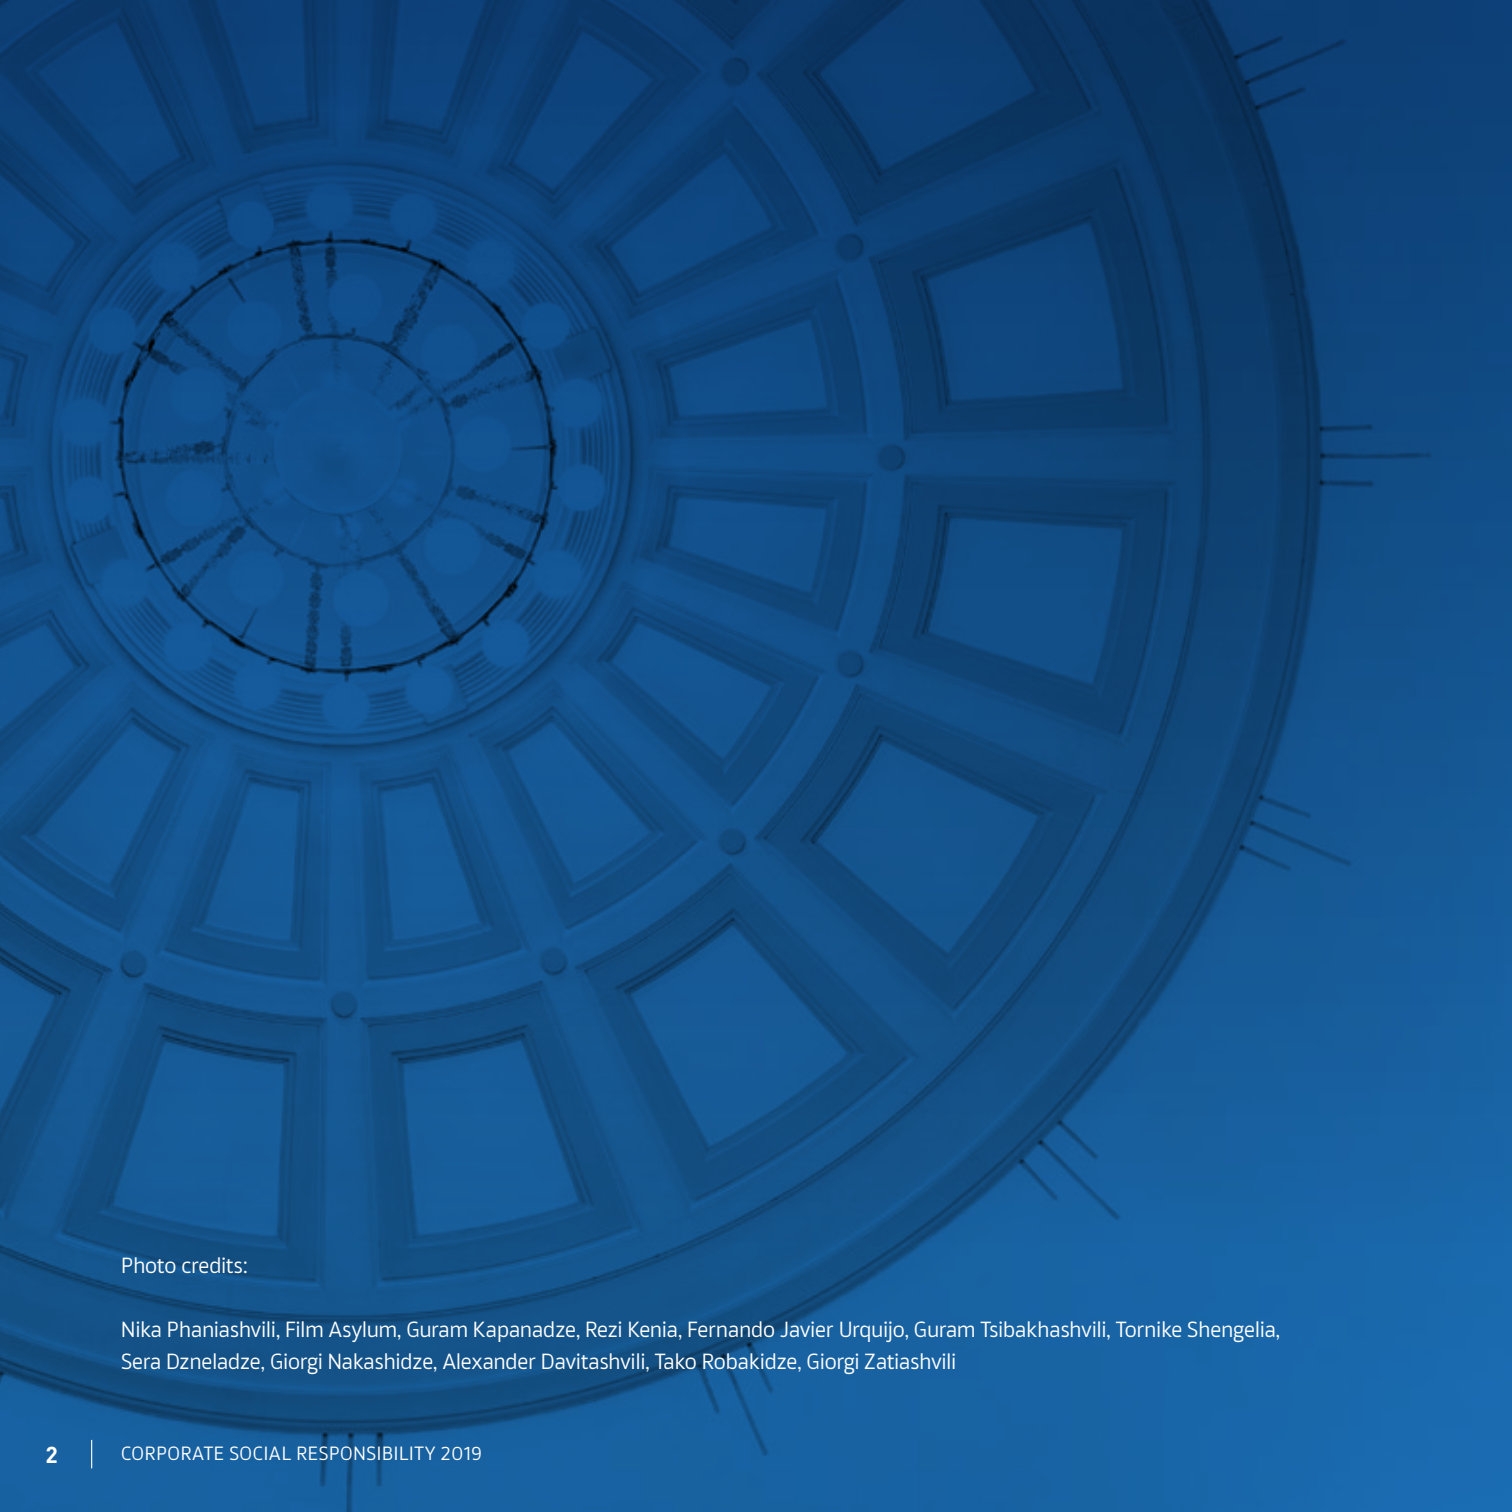 Photo credits:
Nika Phaniashvili, Film Asylum, Guram Kapanadze, Rezi Kenia, Fernando Javier Urquijo, Guram Tsibakhashvili, Tornike Shengelia,
Sera Dzneladze, Giorgi Nakashidze, Alexander Davitashvili, Tako Robakidze, Giorgi Zatiashvili
2 CORPORATE SOCIAL RESPONSIBILITY 2019